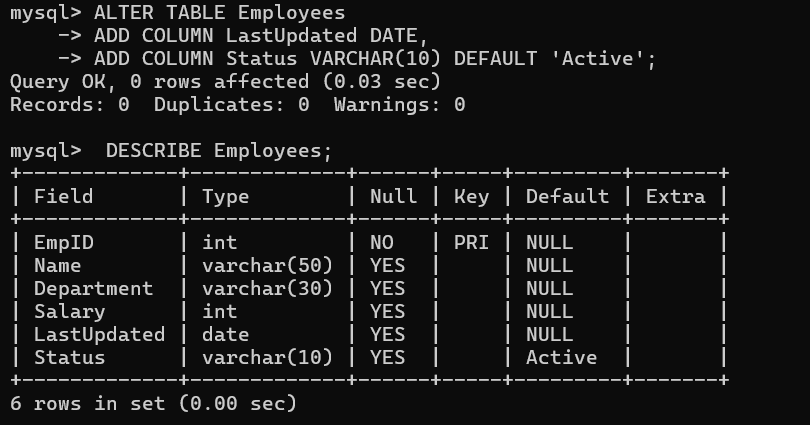 mysql> ALTER TABLE Employees
    -> ADD COLUMN LastUpdated DATE,
    -> ADD COLUMN Status VARCHAR(10) DEFAULT 'Active';
Query OK, 0 rows affected (0.03 sec)
Records: 0  Duplicates: 0  Warnings: 0

mysql>  DESCRIBE Employees;
+-------------+-------------+------+-----+---------+-------+
| Field       | Type        | Null | Key | Default | Extra |
+-------------+-------------+------+-----+---------+-------+
| EmpID       | int         | NO   | PRI | NULL    |       |
| Name        | varchar(50) | YES  |     | NULL    |       |
| Department  | varchar(30) | YES  |     | NULL    |       |
| Salary      | int         | YES  |     | NULL    |       |
| LastUpdated | date        | YES  |     | NULL    |       |
| Status      | varchar(10) | YES  |     | Active  |       |
+-------------+-------------+------+-----+---------+-------+
6 rows in set (0.00 sec)